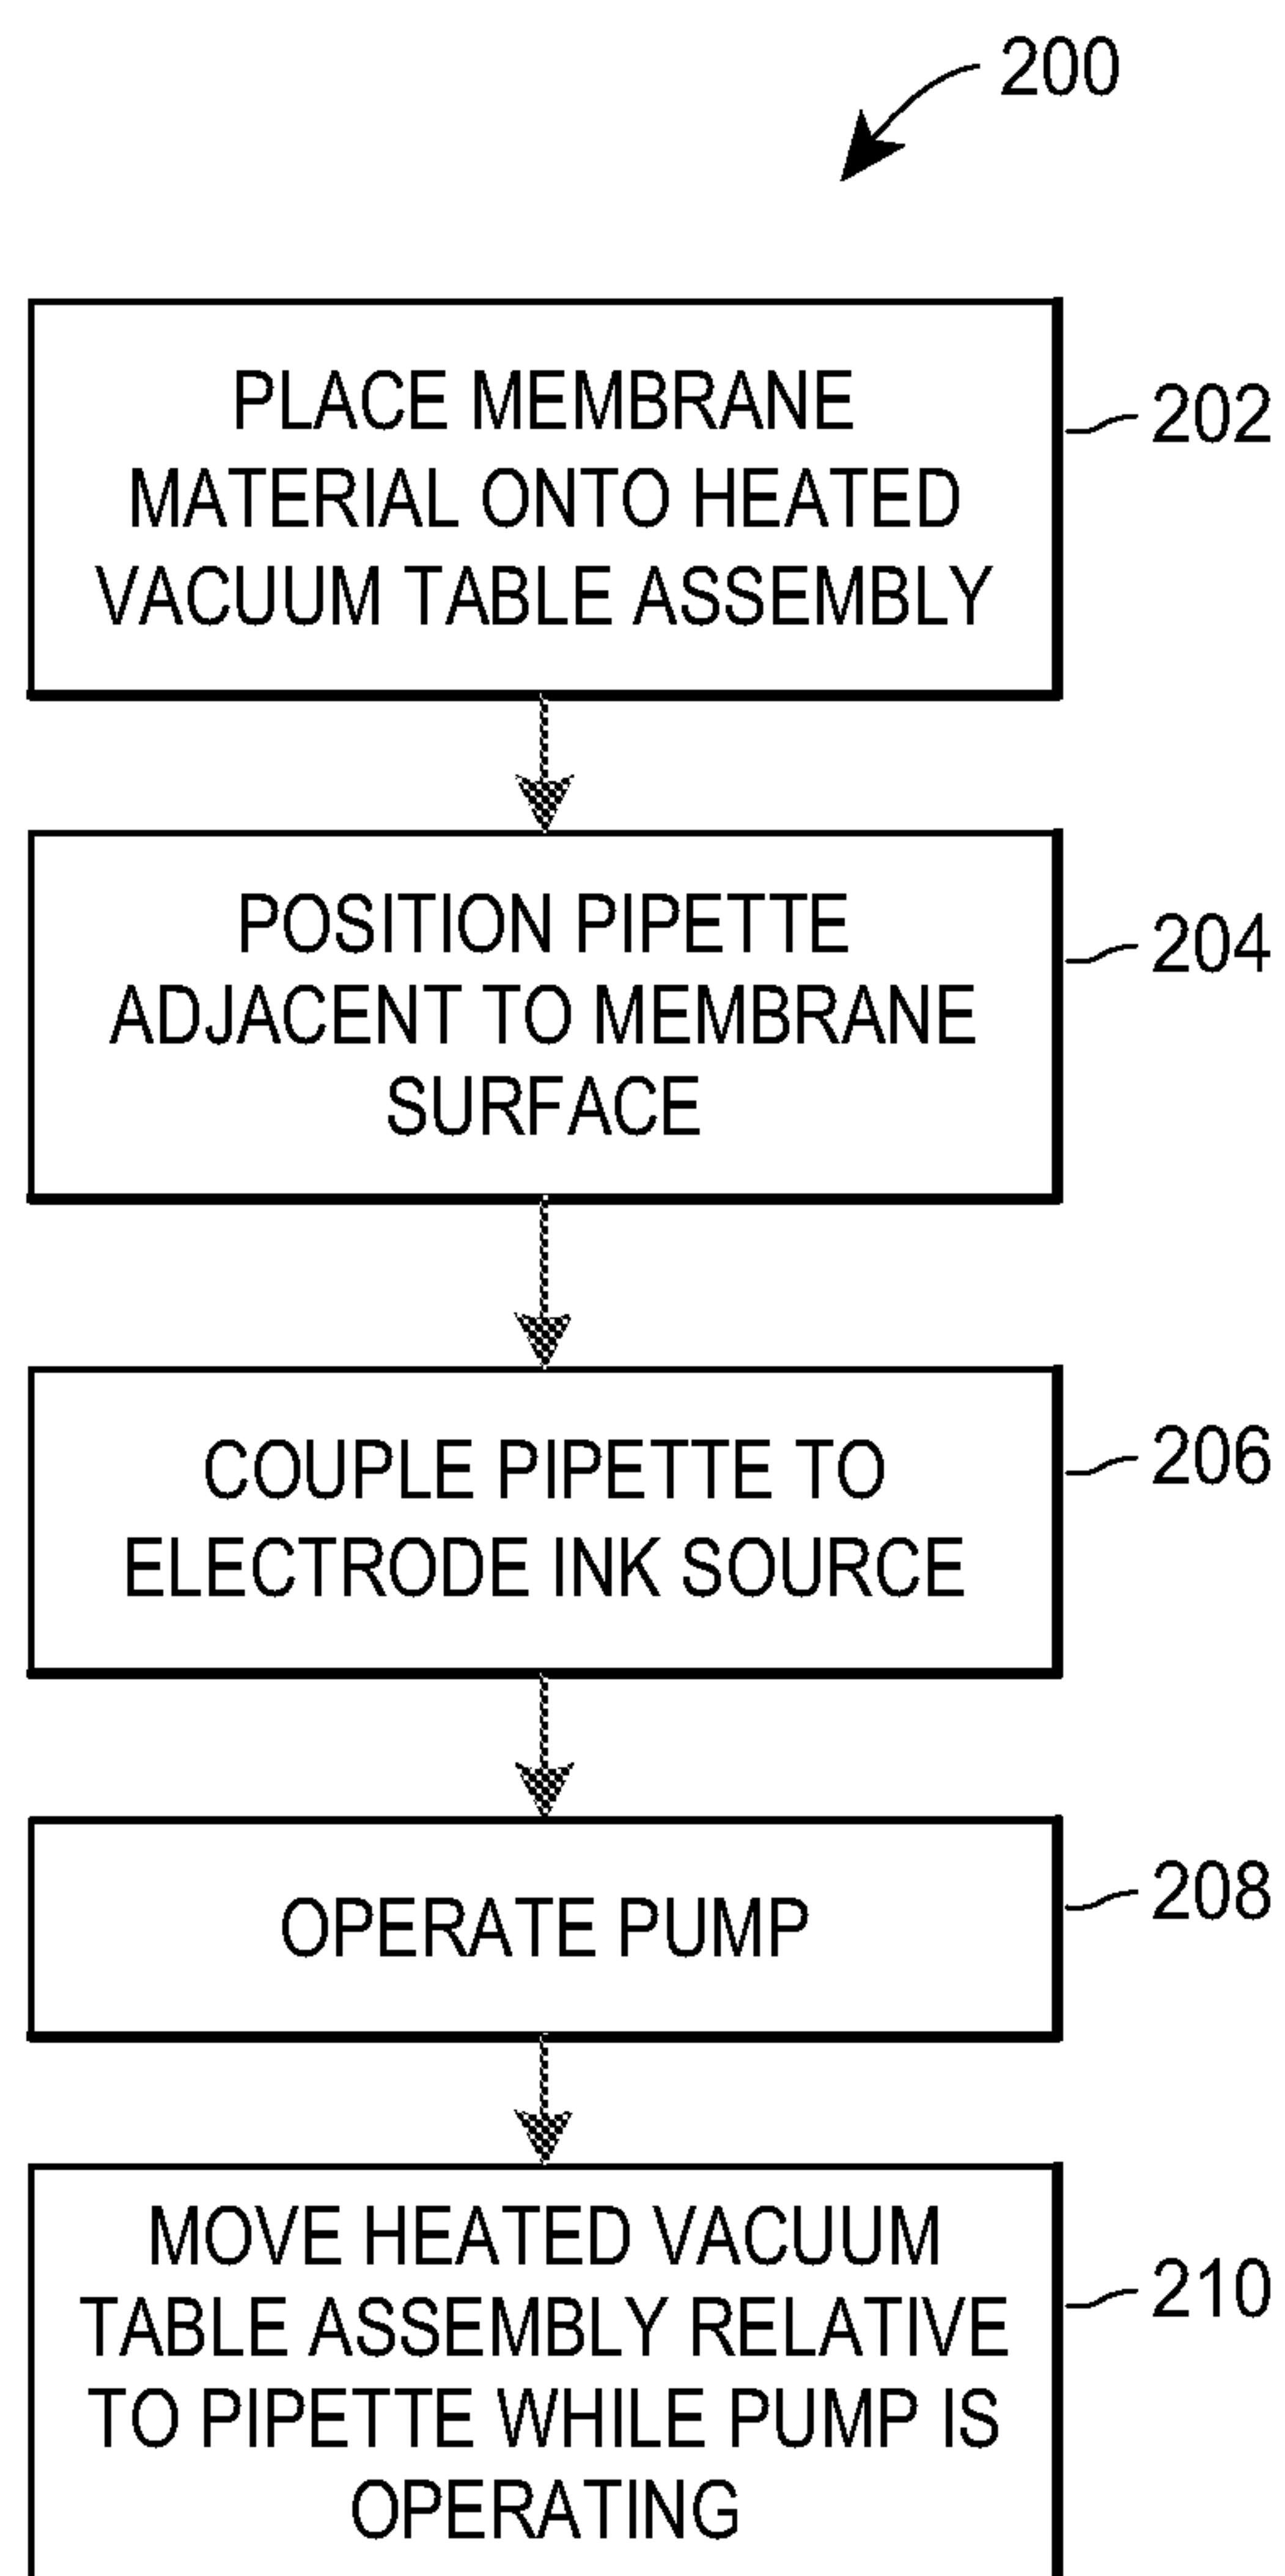 200
PLACE MEMBRANE
MATERIAL ONTO HEATED
VACUUM TABLE ASSEMBLY
202
POSITION PIPETTE
ADJACENT TO MEMBRANE
SURFACE
204
COUPLE PIPETTE TO
ELECTRODE INK SOURCE
206
OPERATE PUMP
208
MOVE HEATED VACUUM
TABLE ASSEMBLY RELATIVE
TO PIPETTE WHILE PUMP IS
OPERATING
210